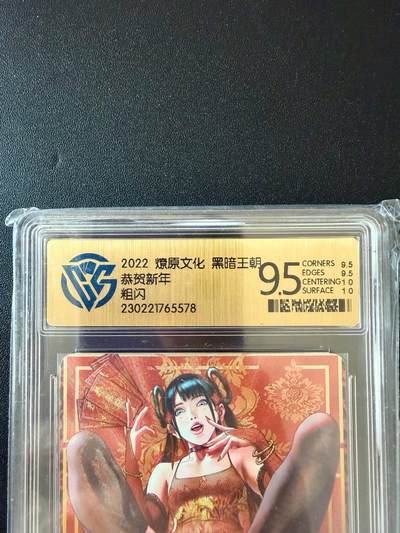 2022 燎原文化 黑暗王朝
恭贺新年
粗闪
230221765578
9.5
CORNERS 9.5
EDGES 9.5
CENTERING 10
SURFACE 10